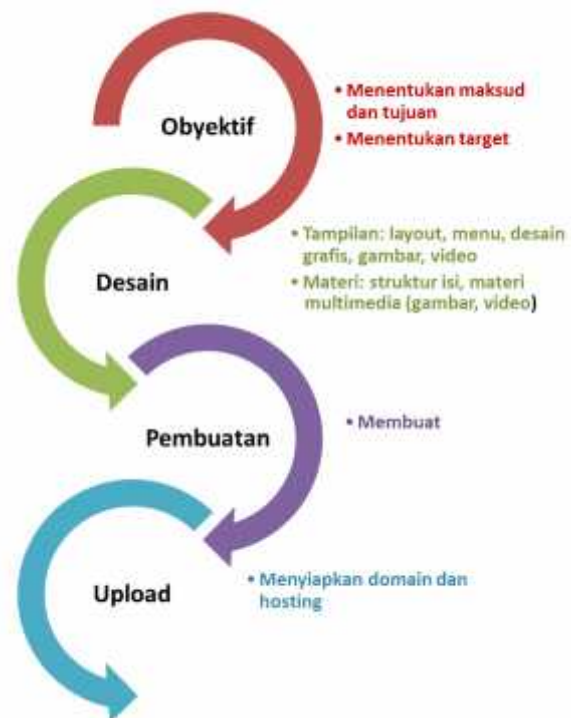 Obyektif
• Menentukan maksud
dan tujuan
• Menentukan target
Desain
• Tampilan: layout, menu, desain
grafis, gambar, video
• Materi: struktur isi, materi
multimedia (gambar, video)
Pembuatan
• Membuat
Upload
• Menyiapkan domain dan
hosting